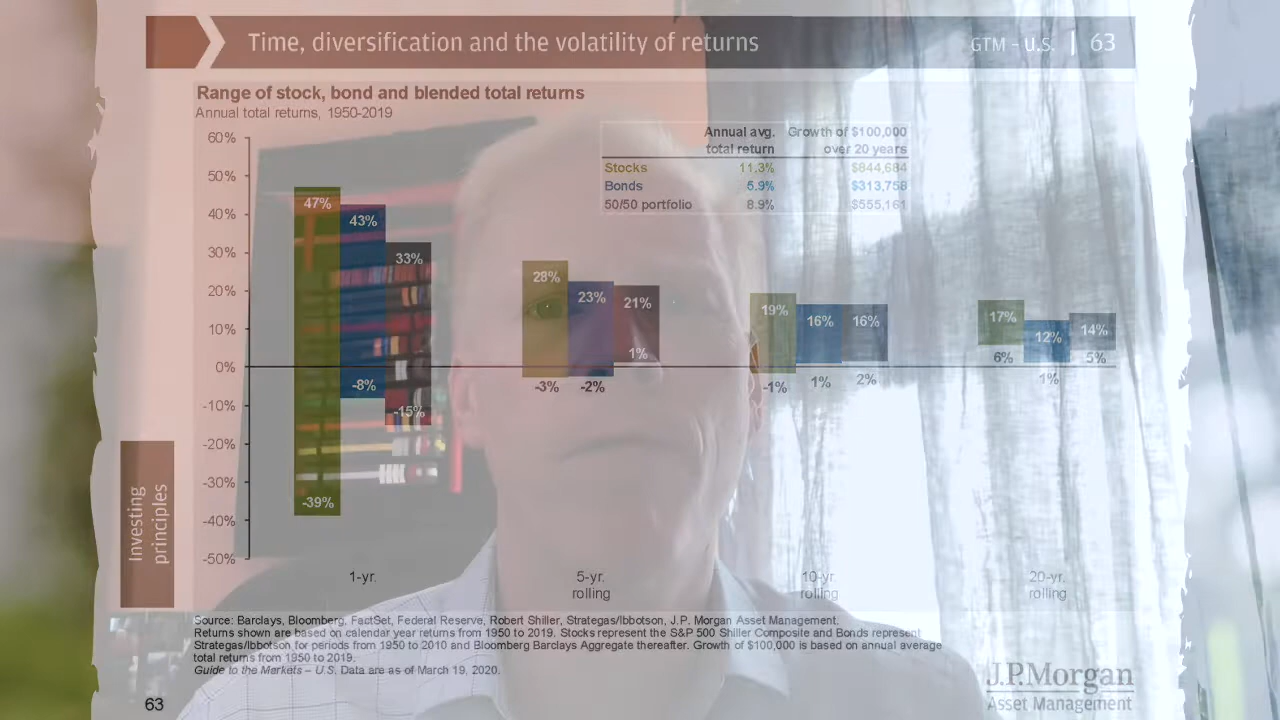 Time, diversification and the volatility of returns
GTM – U.S. | 63
Range of stock, bond and blended total returns
Annual total returns, 1950-2019
Annual avg. Growth of $100,000
total return over 20 years
Stocks 11.3% $844,684
Bonds 5.9% $313,758
50/50 portfolio 8.9% $555,161
60%
50%
40%
30%
20%
10%
0%
-10%
-20%
-30%
-40%
-50%
47%
43%
33%
-8%
-15%
-39%
28%
23%
21%
1%
-3%
-2%
19%
16%
16%
-1%
1%
2%
17%
12%
14%
6%
1%
5%
1-yr.
5-yr.
rolling
10-yr.
rolling
20-yr.
rolling
Investing
principles
Source: Barclays, Bloomberg, FactSet, Federal Reserve, Robert Shiller, Strategas/Ibbotson, J.P. Morgan Asset Management.
Returns shown are based on calendar year returns from 1950 to 2019. Stocks represent the S&P 500 Shiller Composite and Bonds represent
Strategas/Ibbotson for periods from 1950 to 2010 and Bloomberg Barclays Aggregate thereafter. Growth of $100,000 is based on annual average
total returns from 1950 to 2019.
Guide to the Markets – U.S. Data are as of March 19, 2020.
63
J.P.Morgan
Asset Management